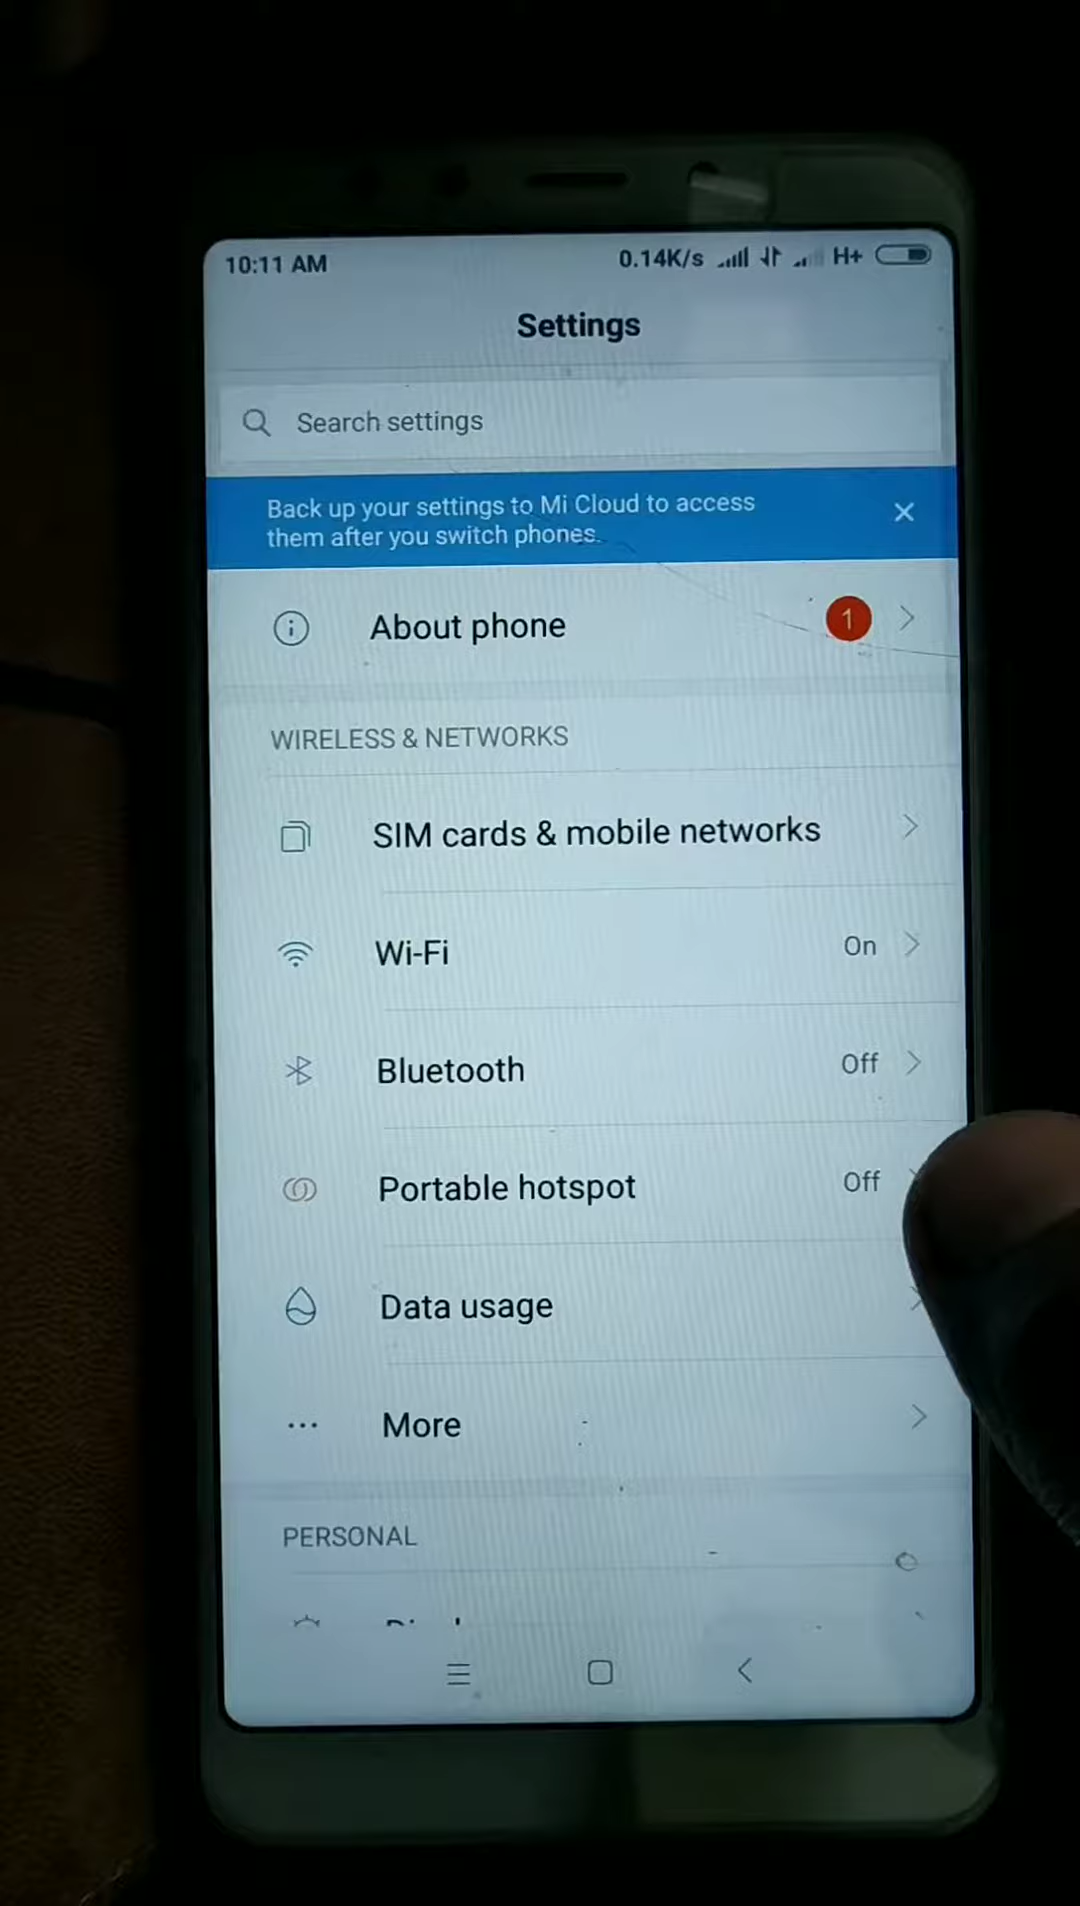 10:11 AM 0.14K/s H+
Settings
Search settings
Back up your settings to Mi Cloud to access
them after you switch phones.
About phone 1
WIRELESS & NETWORKS
SIM cards & mobile networks
Wi-Fi On
Bluetooth Off
Portable hotspot Off
Data usage
More
PERSONAL